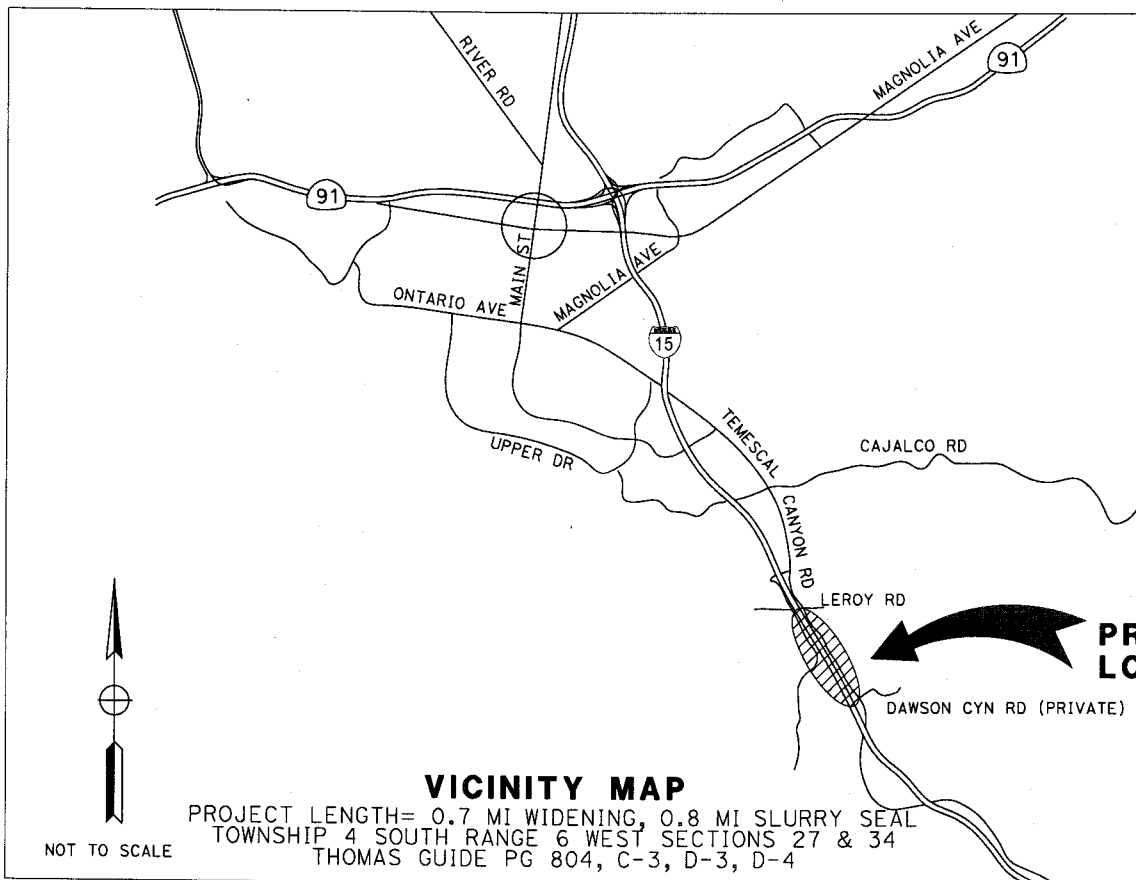 RIVER RD
MAGNOLIA AVE
91
91
MAIN ST
MAGNOLIA AVE
ONTARIO AVE
15
UPPER DR
TEMESCAL
CANYON RD
CAJALCO RD
LEROY RD
PR
LO
DAWSON CYN RD (PRIVATE)
NOT TO SCALE
VICINITY MAP
PROJECT LENGTH= 0.7 MI WIDENING, 0.8 MI SLURRY SEAL
TOWNSHIP 4 SOUTH RANGE 6 WEST SECTIONS 27 & 34
THOMAS GUIDE PG 804, C-3, D-3, D-4